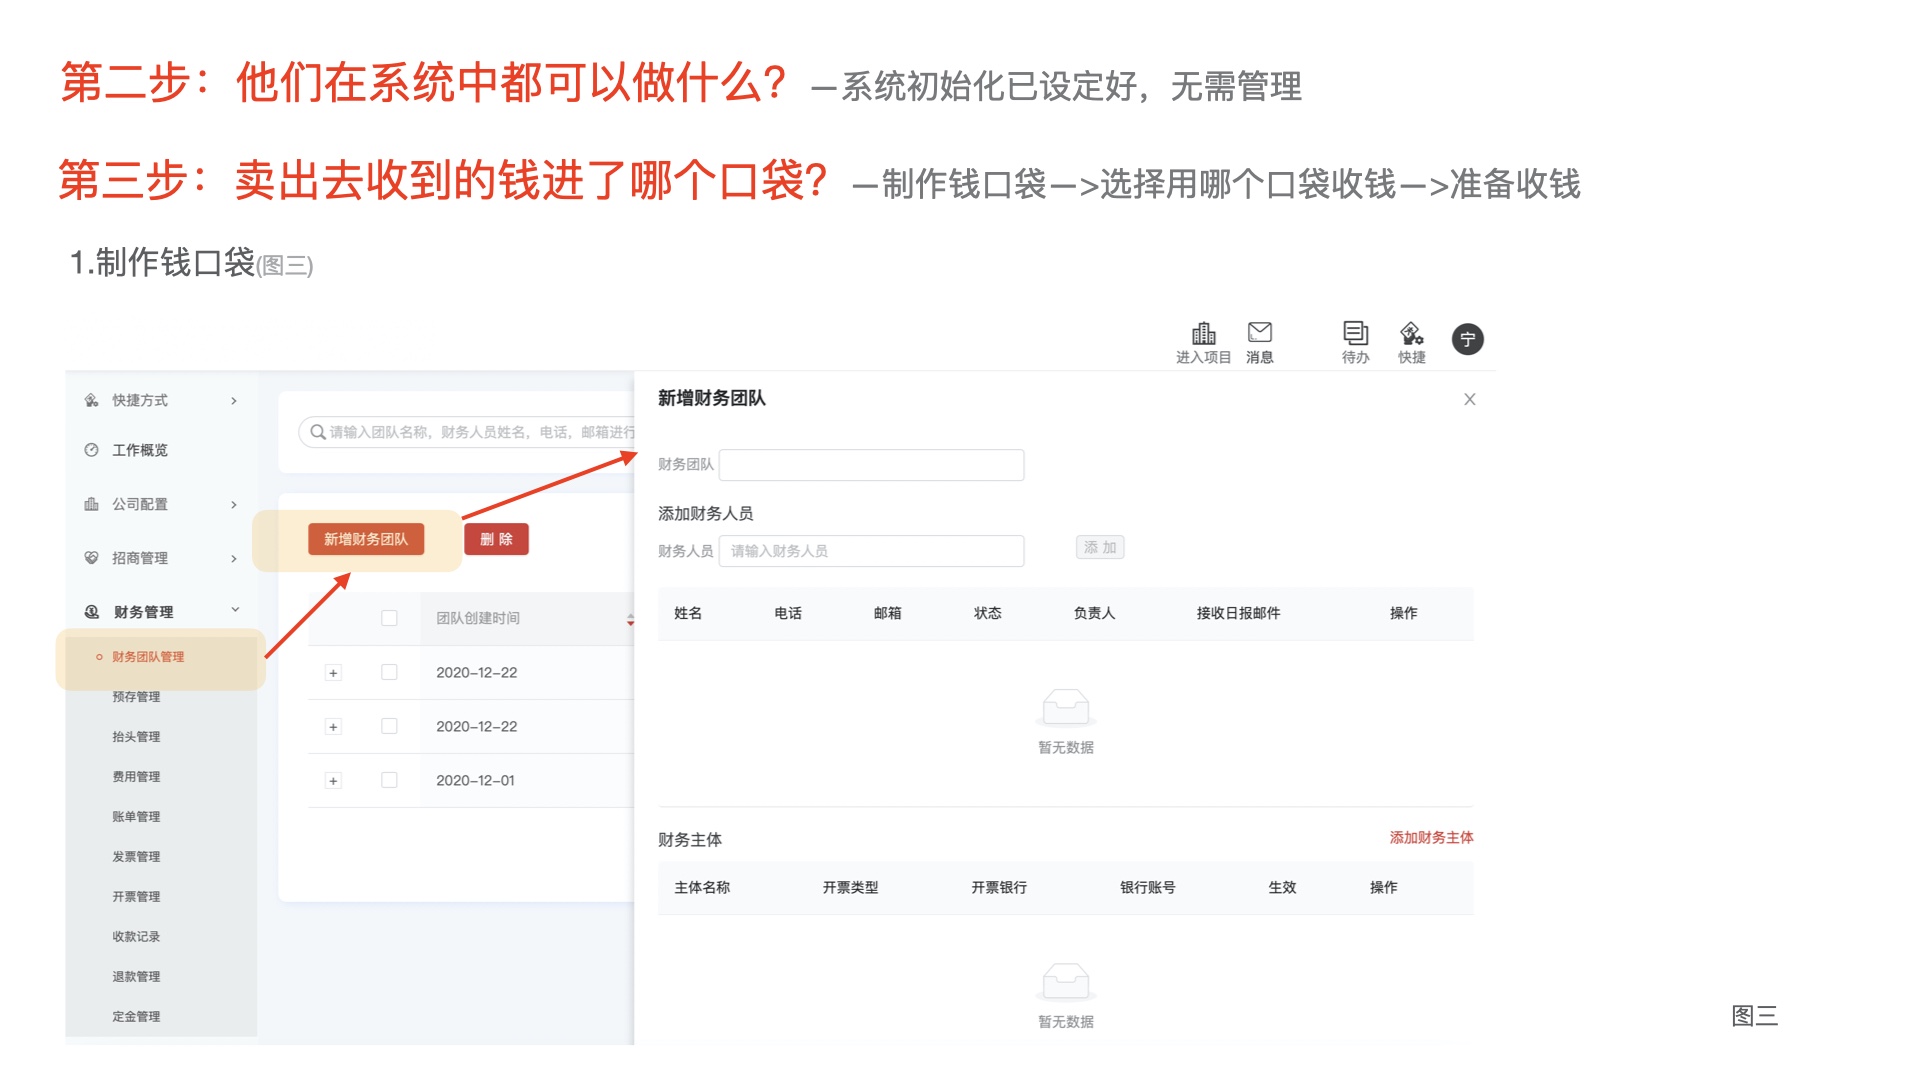 第二步：他们在系统中都可以做什么？—系统初始化已设定好，无需管理
第三步：卖出去收到的钱进了哪个口袋？—制作钱口袋—>选择用哪个口袋收钱—>准备收钱
1.制作钱口袋(图三)
进入项目
消息
待办
快捷
宁
快捷方式
工作概览
公司配置
招商管理
财务管理
财务团队管理
预存管理
抬头管理
费用管理
账单管理
发票管理
开票管理
收款记录
退款管理
定金管理
请输入团队名称，财务人员姓名，电话，邮箱进行
新增财务团队
删 除
团队创建时间
2020-12-22
2020-12-22
2020-12-01
新增财务团队
X
财务团队
添加财务人员
财务人员 请输入财务人员 添 加
姓名 电话 邮箱 状态 负责人 接收日报邮件 操作
暂无数据
财务主体 添加财务主体
主体名称 开票类型 开票银行 银行账号 生效 操作
暂无数据
图三